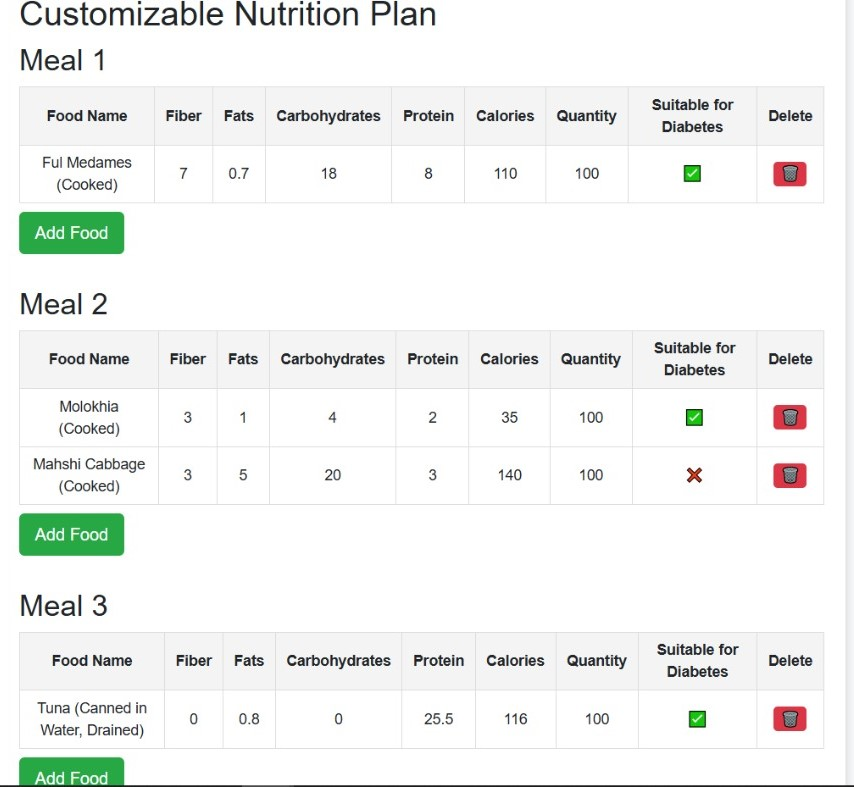 Customizable Nutrition Plan
Meal 1
Food Name Fiber Fats Carbohydrates Protein Calories Quantity Suitable for Diabetes Delete
Ful Medames (Cooked) 7 0.7 18 8 110 100
Add Food
Meal 2
Food Name Fiber Fats Carbohydrates Protein Calories Quantity Suitable for Diabetes Delete
Molokhia (Cooked) 3 1 4 2 35 100
Mahshi Cabbage (Cooked) 3 5 20 3 140 100
Add Food
Meal 3
Food Name Fiber Fats Carbohydrates Protein Calories Quantity Suitable for Diabetes Delete
Tuna (Canned in Water, Drained) 0 0.8 0 25.5 116 100
Add Food